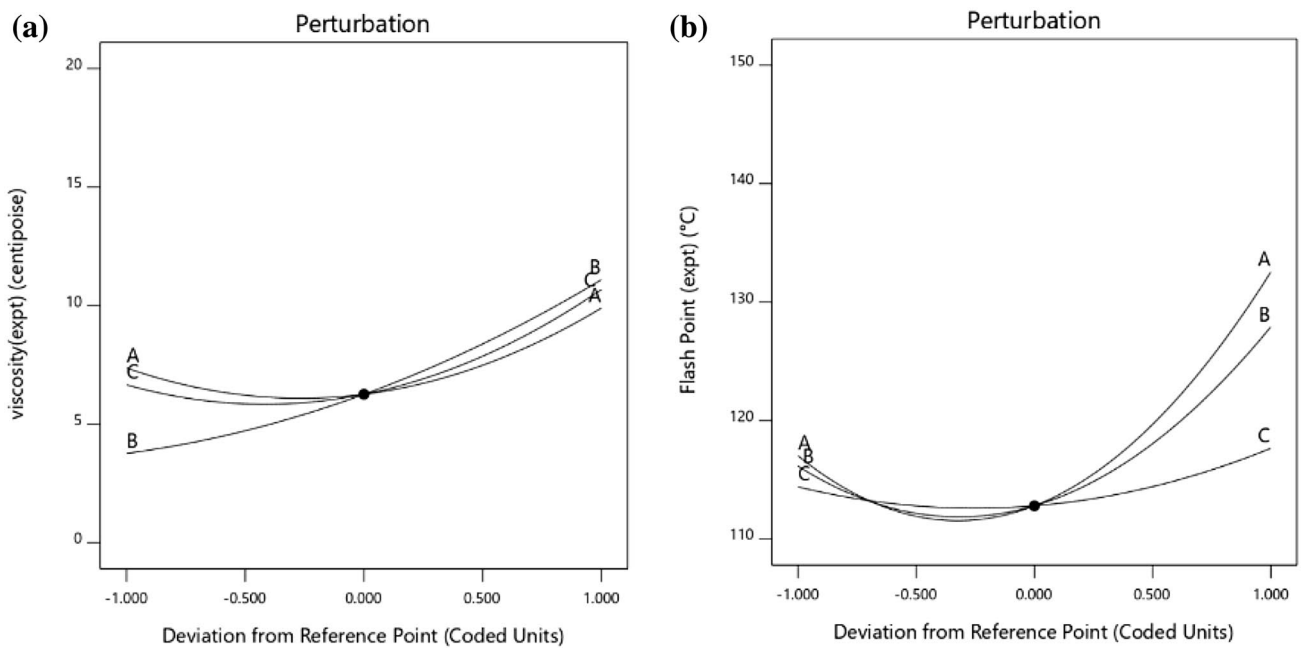 (a)
Perturbation
viscosity(expt) (centipoise)
20
15
10
5
0
A
C
B
B
C
A
-1.000 -0.500 0.000 0.500 1.000
Deviation from Reference Point (Coded Units)
(b)
Perturbation
Flash Point (expt) (°C)
150
140
130
120
110
A
B
C
A
B
C
-1.000 -0.500 0.000 0.500 1.000
Deviation from Reference Point (Coded Units)